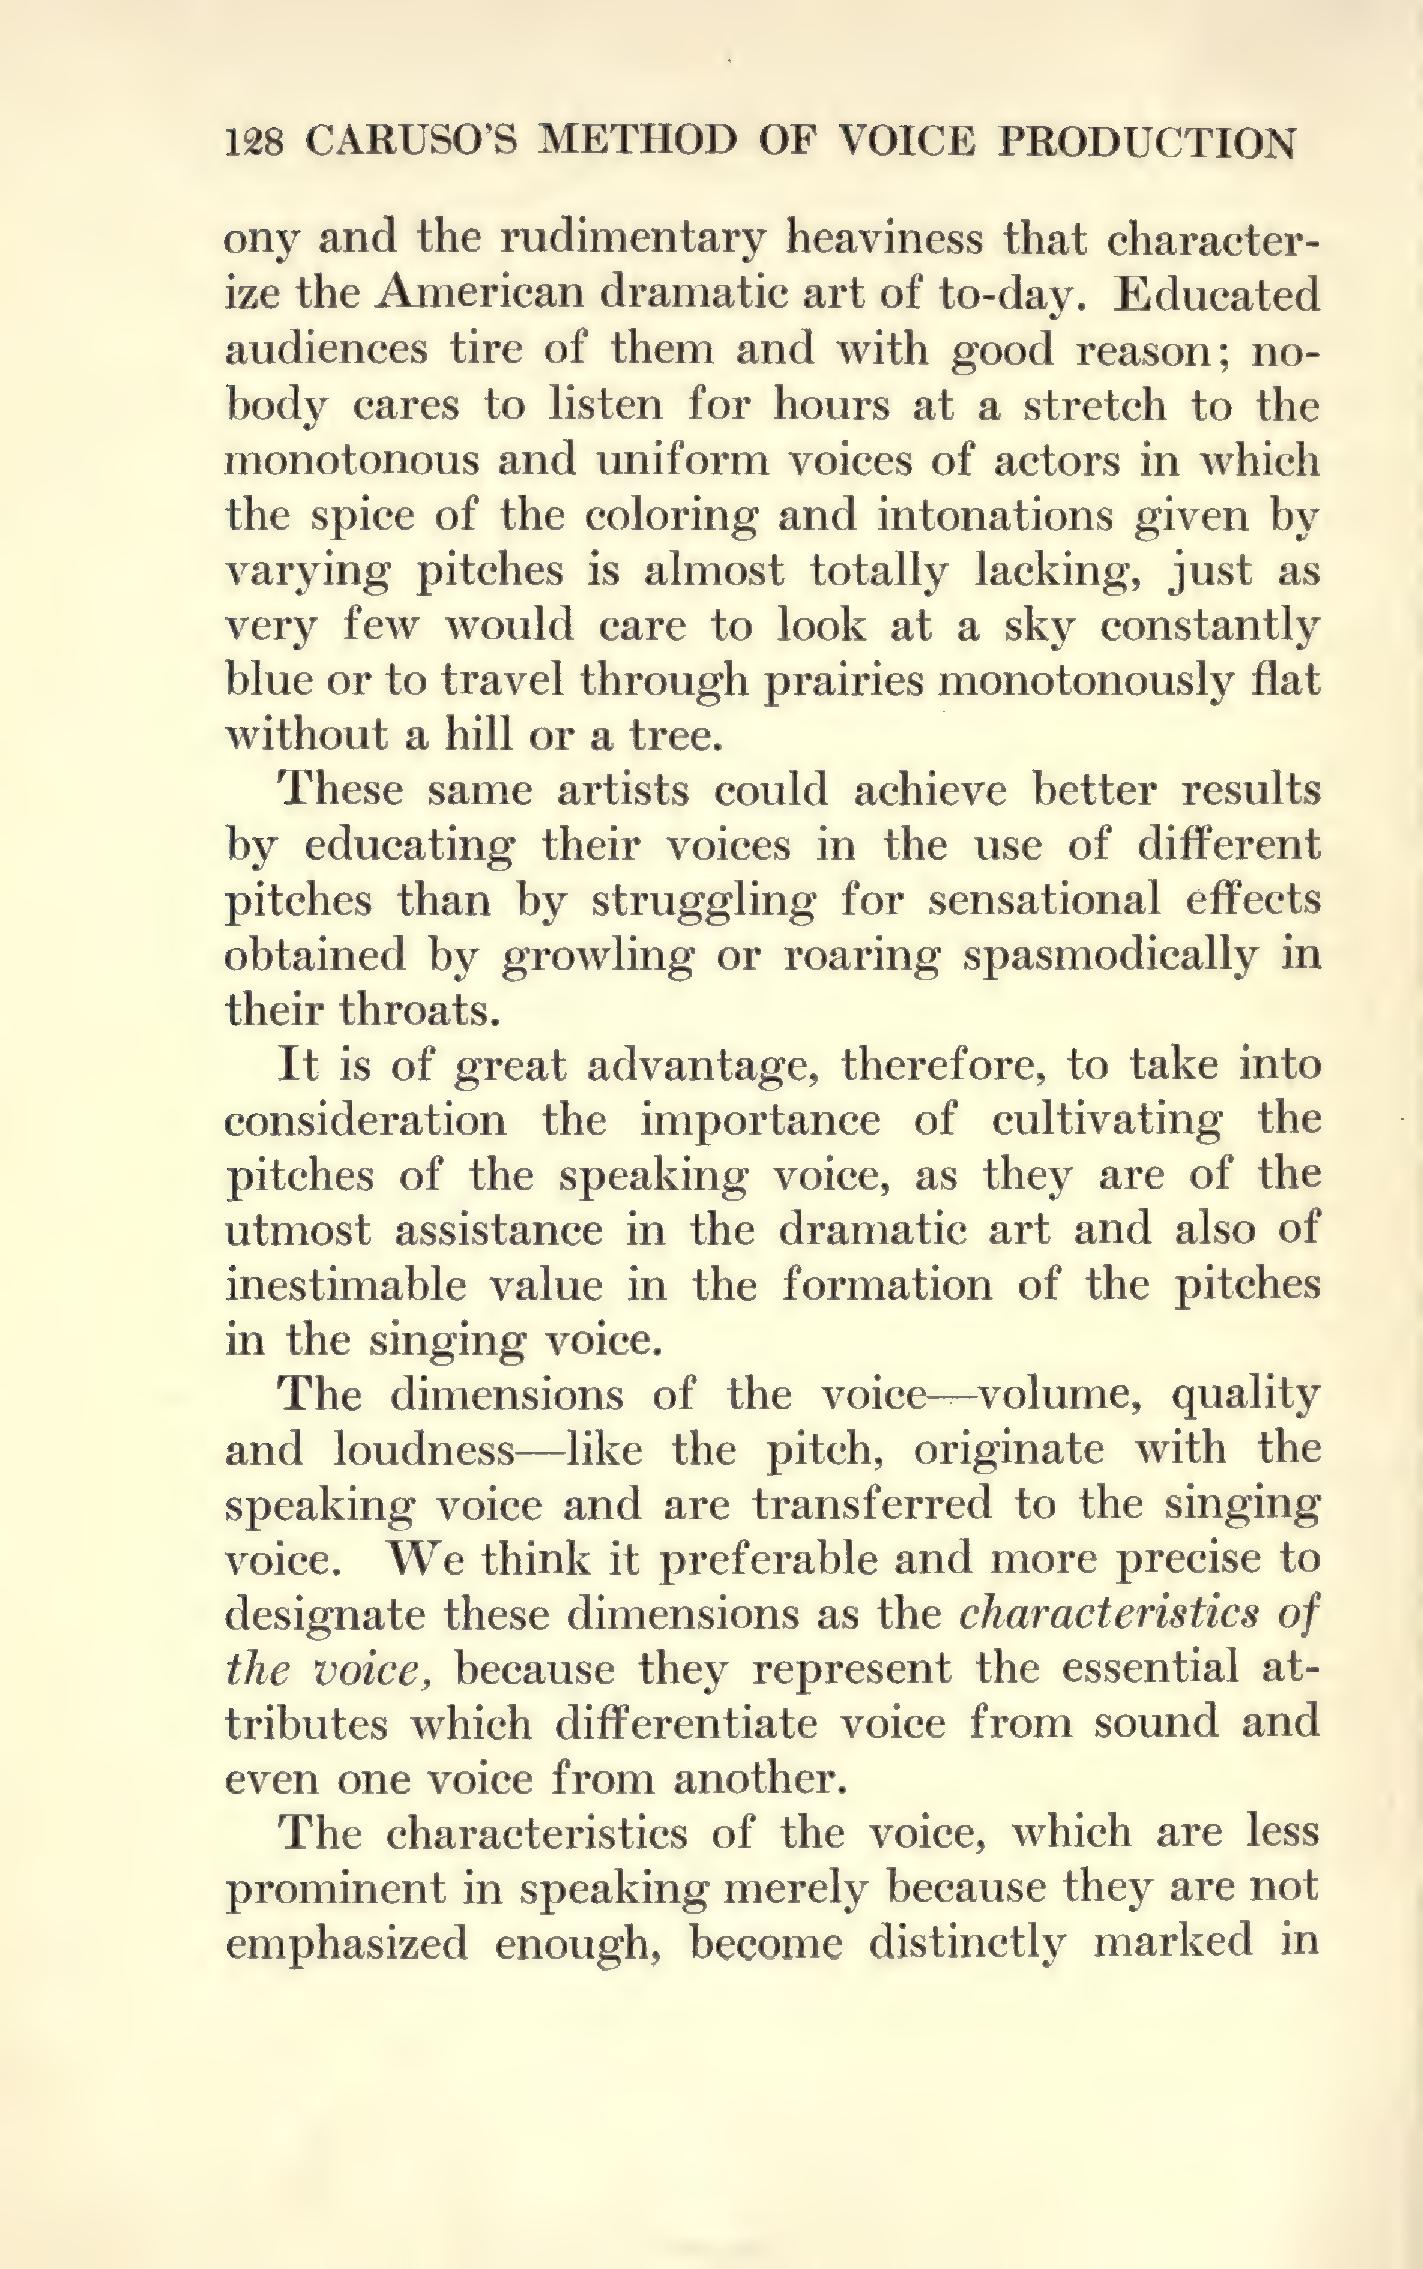 128 CARUSO'S METHOD OF VOICE PRODUCTION
ony and the rudimentary heaviness that character-
ize the American dramatic art of to-day. Educated
audiences tire of them and with good reason; no-
body cares to listen for hours at a stretch to the
monotonous and uniform voices of actors in which
the spice of the coloring and intonations given by
varying pitches is almost totally lacking, just as
very few would care to look at a sky constantly
blue or to travel through prairies monotonously flat
without a hill or a tree.
These same artists could achieve better results
by educating their voices in the use of different
pitches than by struggling for sensational effects
obtained by growling or roaring spasmodically in
their throats.
It is of great advantage, therefore, to take into
consideration the importance of cultivating the
pitches of the speaking voice, as they are of the
utmost assistance in the dramatic art and also of
inestimable value in the formation of the pitches
in the singing voice.
The dimensions of the voice—volume, quality
and loudness—like the pitch, originate with the
speaking voice and are transferred to the singing
voice. We think it preferable and more precise to
designate these dimensions as the characteristics of
the voice, because they represent the essential at-
tributes which differentiate voice from sound and
even one voice from another.
The characteristics of the voice, which are less
prominent in speaking merely because they are not
emphasized enough, become distinctly marked in